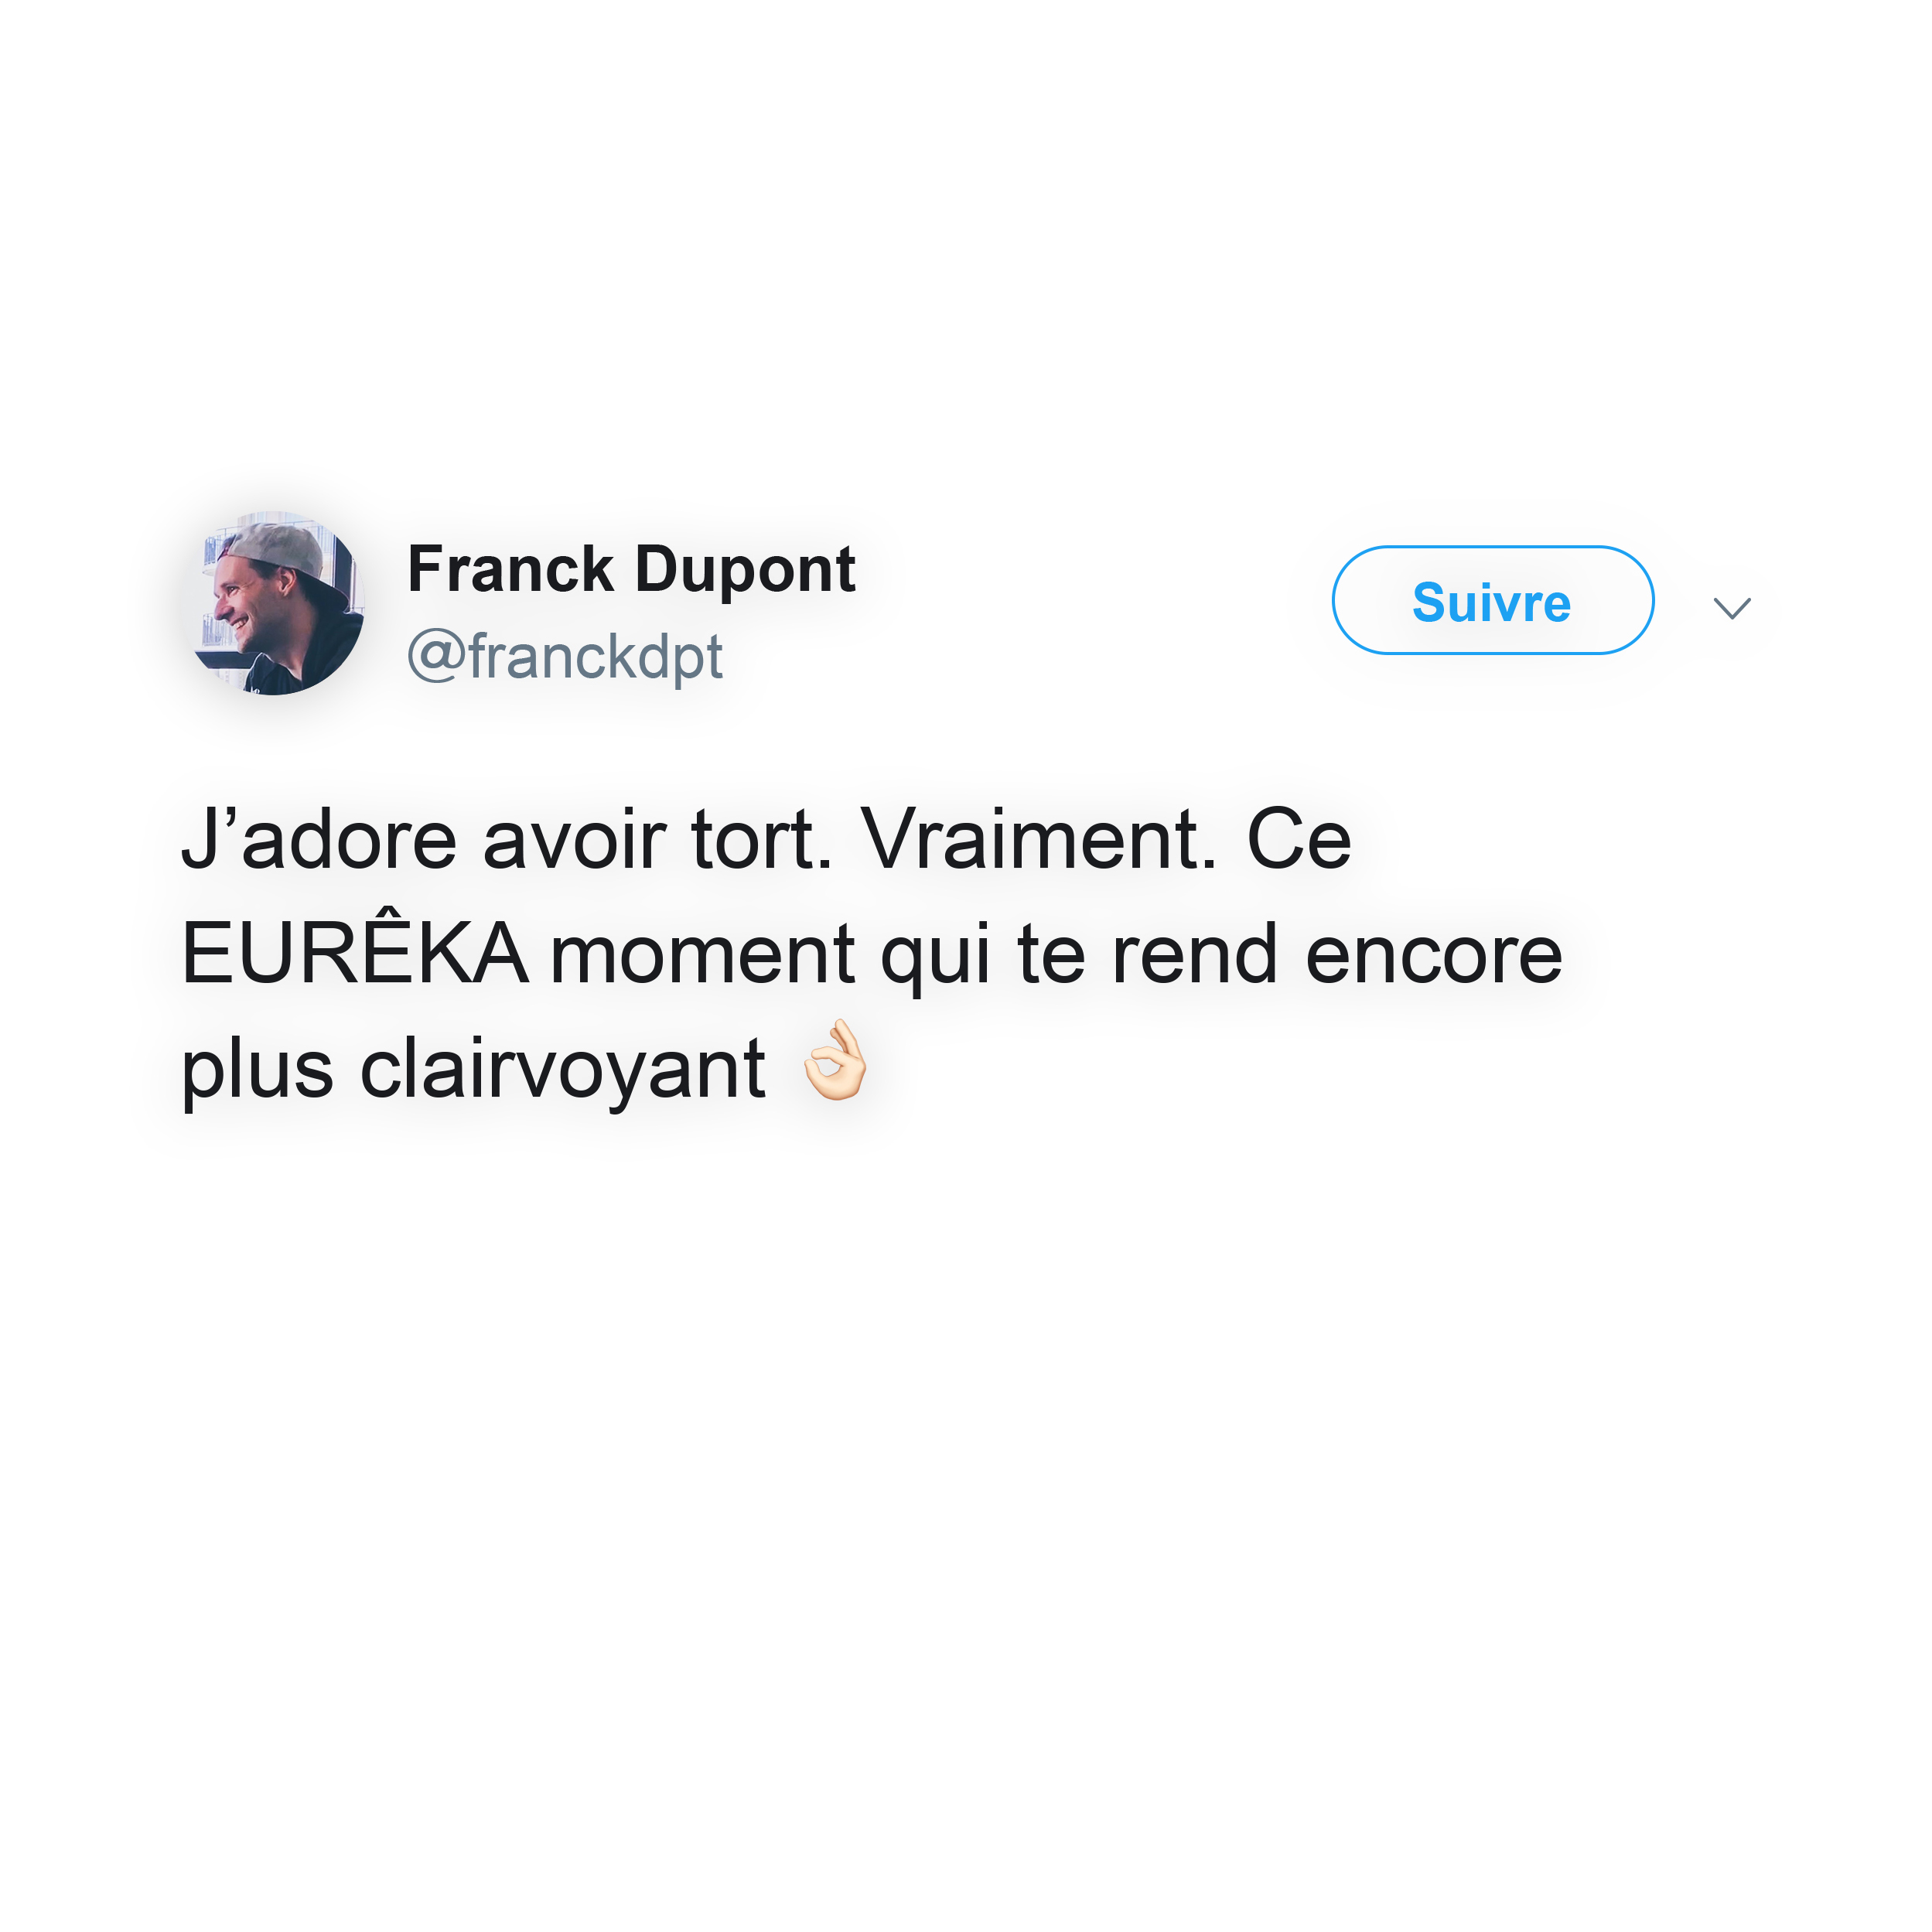 Franck Dupont
@franckdpt
Suivre
J’adore avoir tort. Vraiment. Ce
EURÊKA moment qui te rend encore
plus clairvoyant 👌🏻